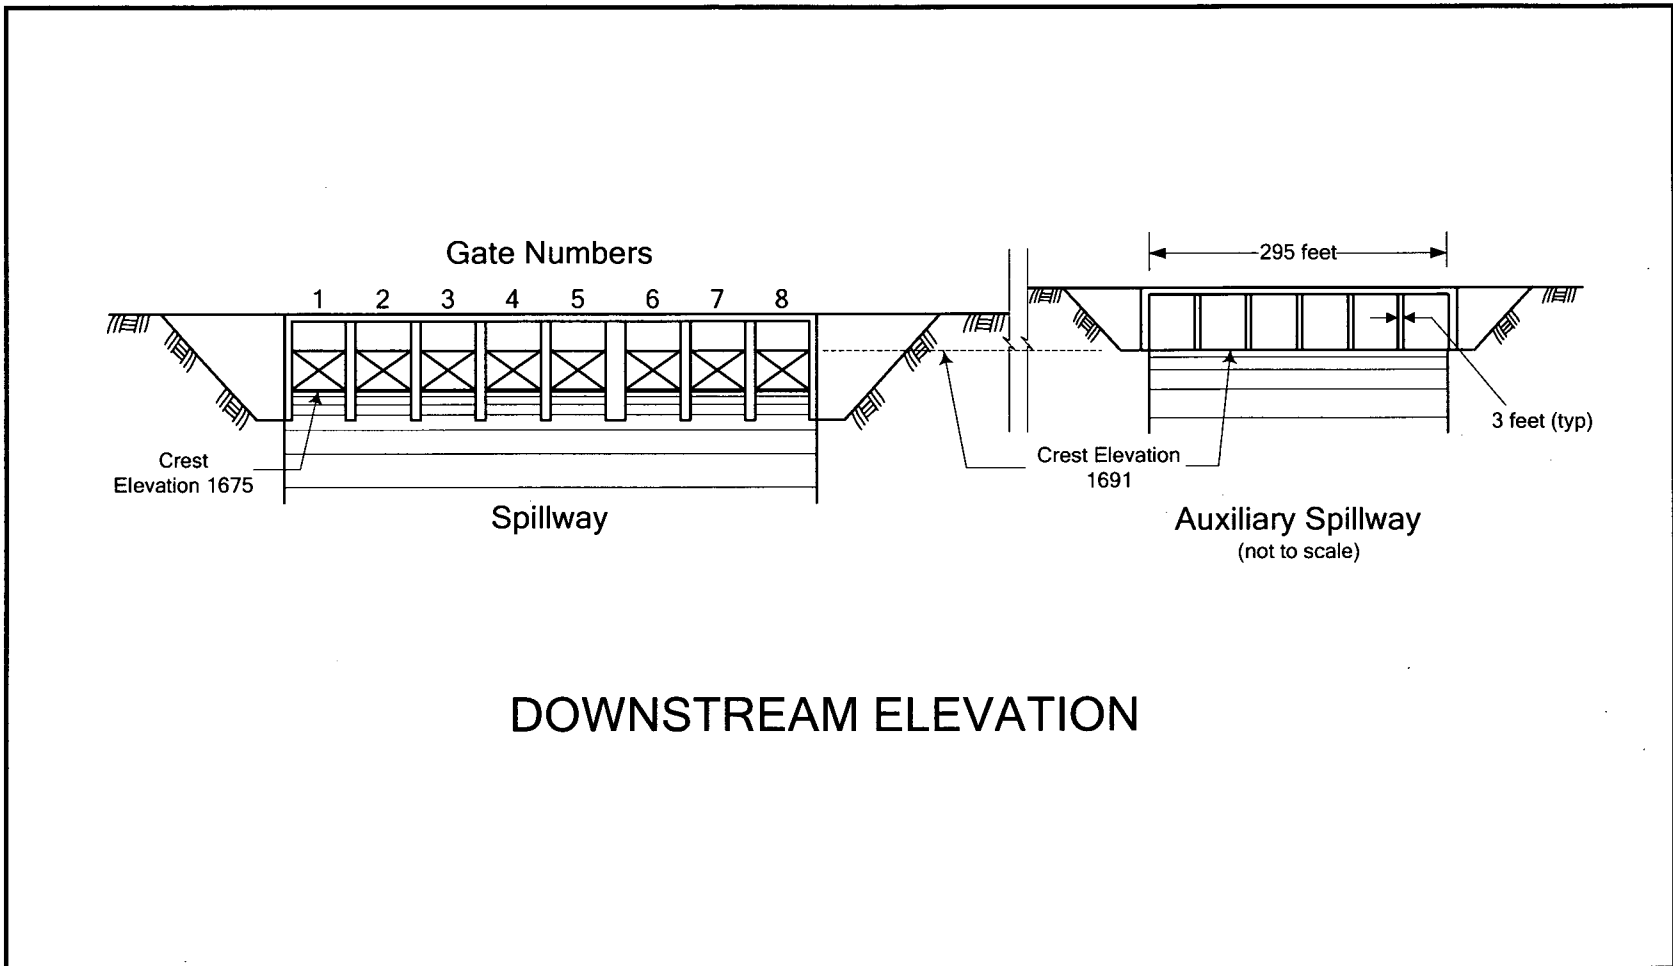 Gate Numbers
1 2 3 4 5 6 7 8
295 feet
3 feet (typ)
Crest
Elevation 1675
Crest Elevation
1691
Spillway
Auxiliary Spillway
(not to scale)
DOWNSTREAM ELEVATION